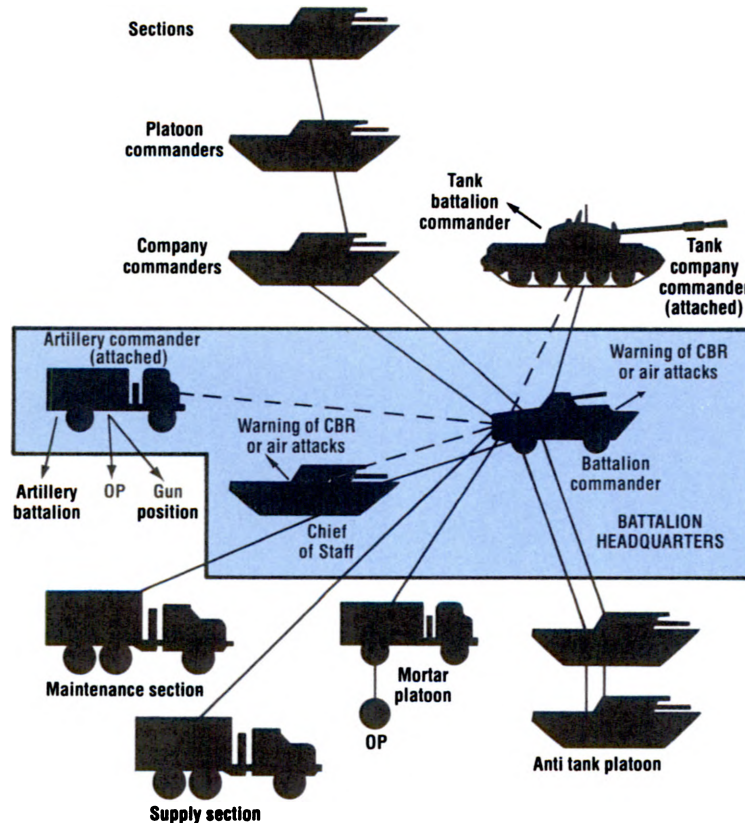 Sections
Platoon
commanders
Company
commanders
Tank
battalion
commander
Tank
company
commander
(attached)
Artillery commander
(attached)
Warning of CBR
or air attacks
Warning of CBR
or air attacks
Battalion
commander
Artillery
battalion
OP
Gun
position
Chief
of Staff
BATTALION
HEADQUARTERS
Maintenance section
Mortar
platoon
OP
Anti tank platoon
Supply section